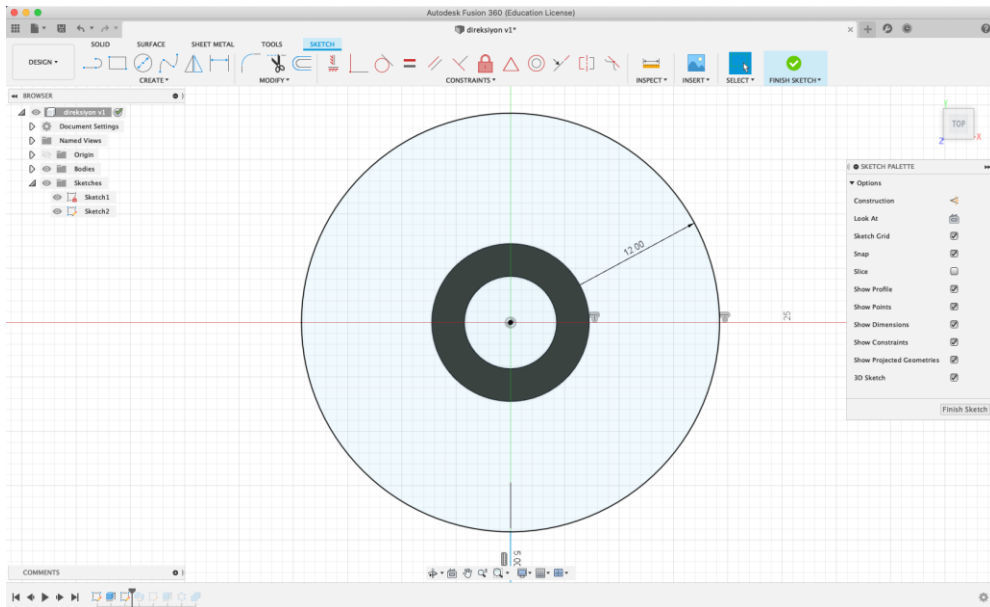 Autodesk Fusion 360 (Education License)
direksiyon v1*
SOLID SURFACE SHEET METAL TOOLS SKETCH
DESIGN
CREATE MODIFY CONSTRAINTS INSPECT INSERT SELECT FINISH SKETCH
BROWSER
direksiyon v1
Document Settings
Named Views
Origin
Bodies
Sketches
Sketch1
Sketch2
Y
TOP
X
Z
SKETCH PALETTE
Options
Construction
Look At
Sketch Grid
Snap
Slice
Show Profile
Show Points
Show Dimensions
Show Constraints
Show Projected Geometries
3D Sketch
Finish Sketch
12.00
25
COMMENTS